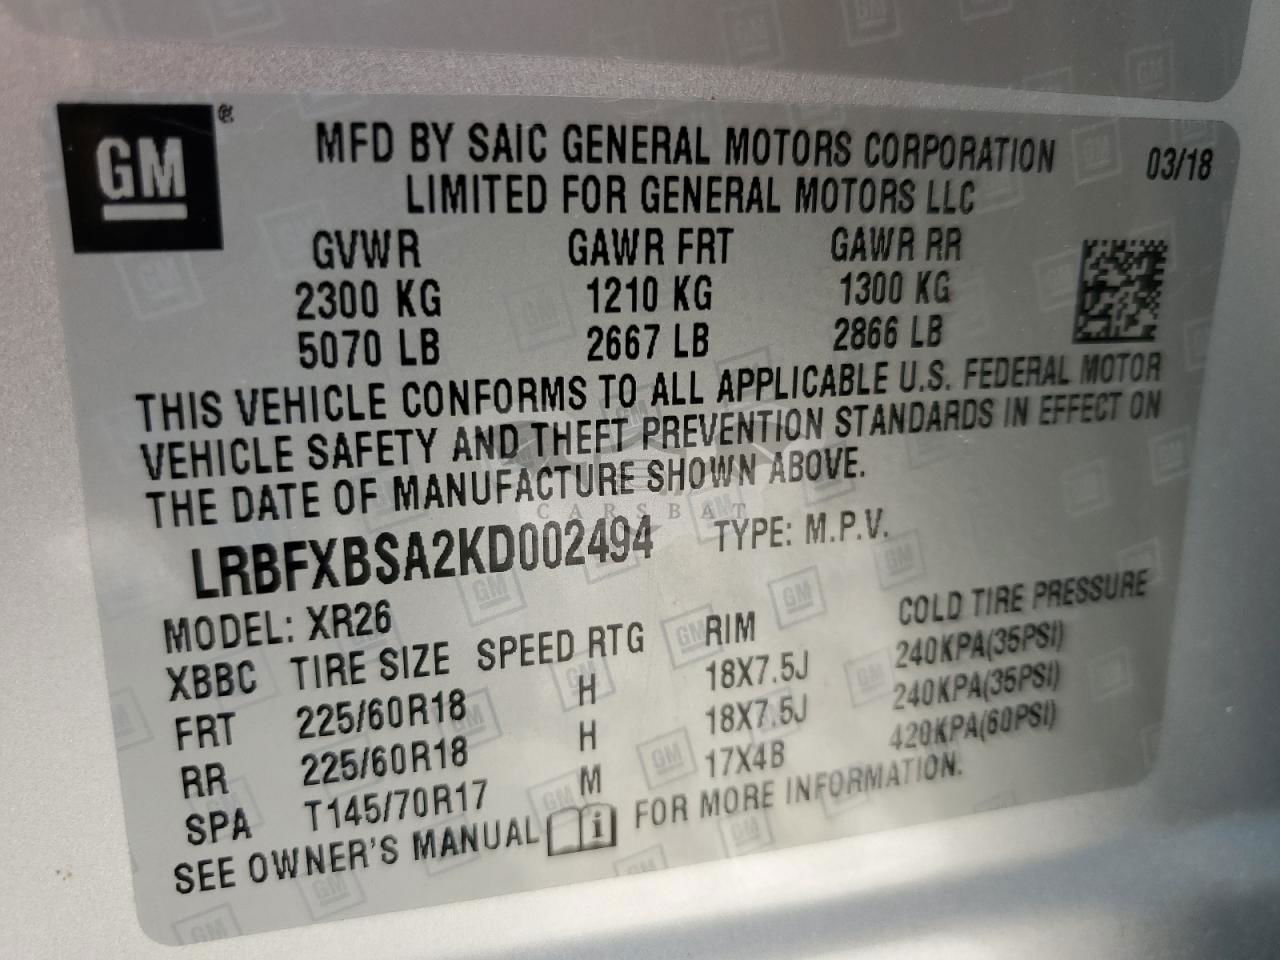 GM ®
MFD BY SAIC GENERAL MOTORS CORPORATION 03/18
LIMITED FOR GENERAL MOTORS LLC
GVWR GAWR FRT GAWR RR
2300 KG 1210 KG 1300 KG
5070 LB 2667 LB 2866 LB
THIS VEHICLE CONFORMS TO ALL APPLICABLE U.S. FEDERAL MOTOR
VEHICLE SAFETY AND THEFT PREVENTION STANDARDS IN EFFECT ON
THE DATE OF MANUFACTURE SHOWN ABOVE.
CARSBAT
LRBFXBSA2KD002494 TYPE: M.P.V.
MODEL: XR26
XBBC TIRE SIZE SPEED RTG RIM COLD TIRE PRESSURE
FRT 225/60R18 H 18X7.5J 240KPA(35PSI)
RR 225/60R18 H 18X7.5J 240KPA(35PSI)
SPA T145/70R17 M 17X4B 420KPA(60PSI)
SEE OWNER'S MANUAL i FOR MORE INFORMATION.